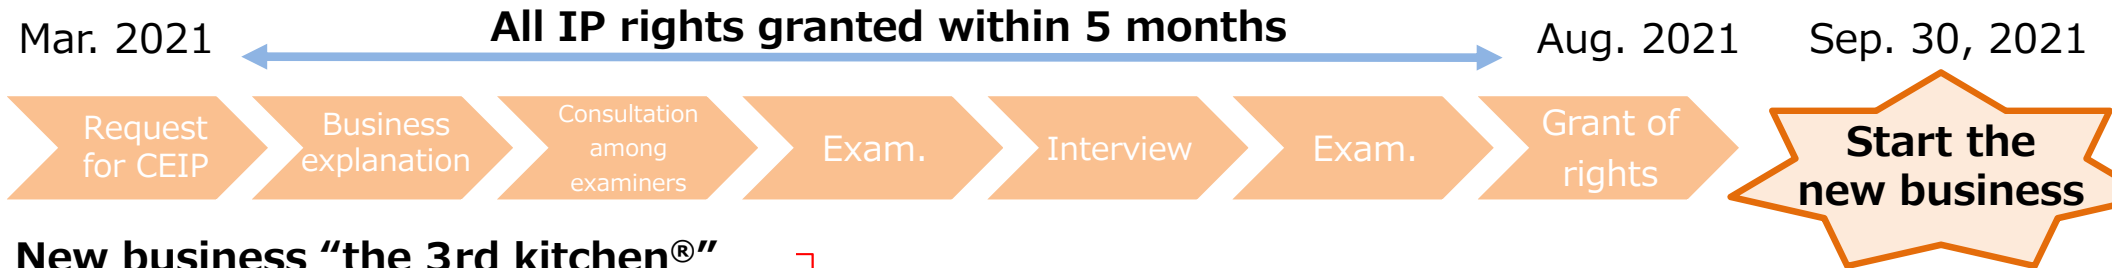 Mar. 2021
All IP rights granted within 5 months
Aug. 2021
Sep. 30, 2021
Request
for CEIP
Business
explanation
Consultation
among
examiners
Exam.
Interview
Exam.
Grant of
rights
Start the
new business
New business “the 3rd kitchen®”